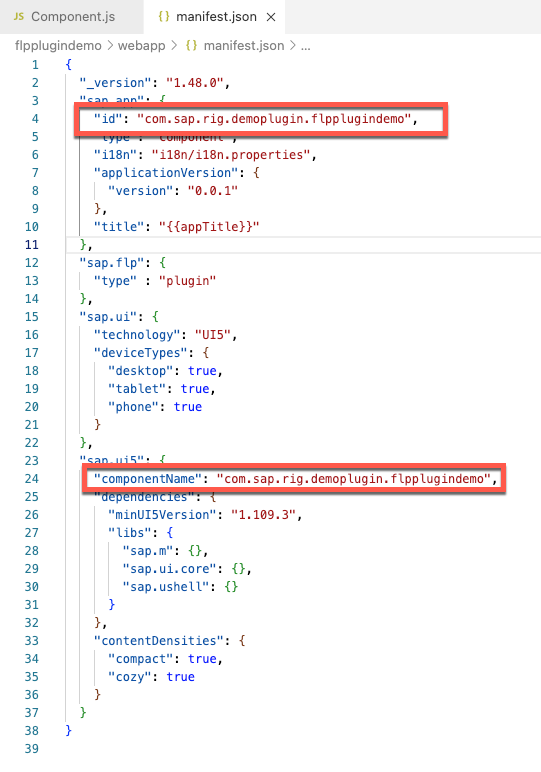 JS Component.js
{} manifest.json ×
flpplugindemo > webapp > {} manifest.json > ...
1 {
2 "_version": "1.48.0",
3 "sap.app": {
4 "id": "com.sap.rig.demoplugin.flpplugindemo",
5 "type": "component",
6 "i18n": "i18n/i18n.properties",
7 "applicationVersion": {
8 "version": "0.0.1"
9 },
10 "title": "{{appTitle}}"
11 },
12 "sap.flp": {
13 "type" : "plugin"
14 },
15 "sap.ui": {
16 "technology": "UI5",
17 "deviceTypes": {
18 "desktop": true,
19 "tablet": true,
20 "phone": true
21 }
22 },
23 "sap.ui5": {
24 "componentName": "com.sap.rig.demoplugin.flpplugindemo",
25 "dependencies": {
26 "minUI5Version": "1.109.3",
27 "libs": {
28 "sap.m": {},
29 "sap.ui.core": {},
30 "sap.ushell": {}
31 }
32 },
33 "contentDensities": {
34 "compact": true,
35 "cozy": true
36 }
37 }
38 }
39